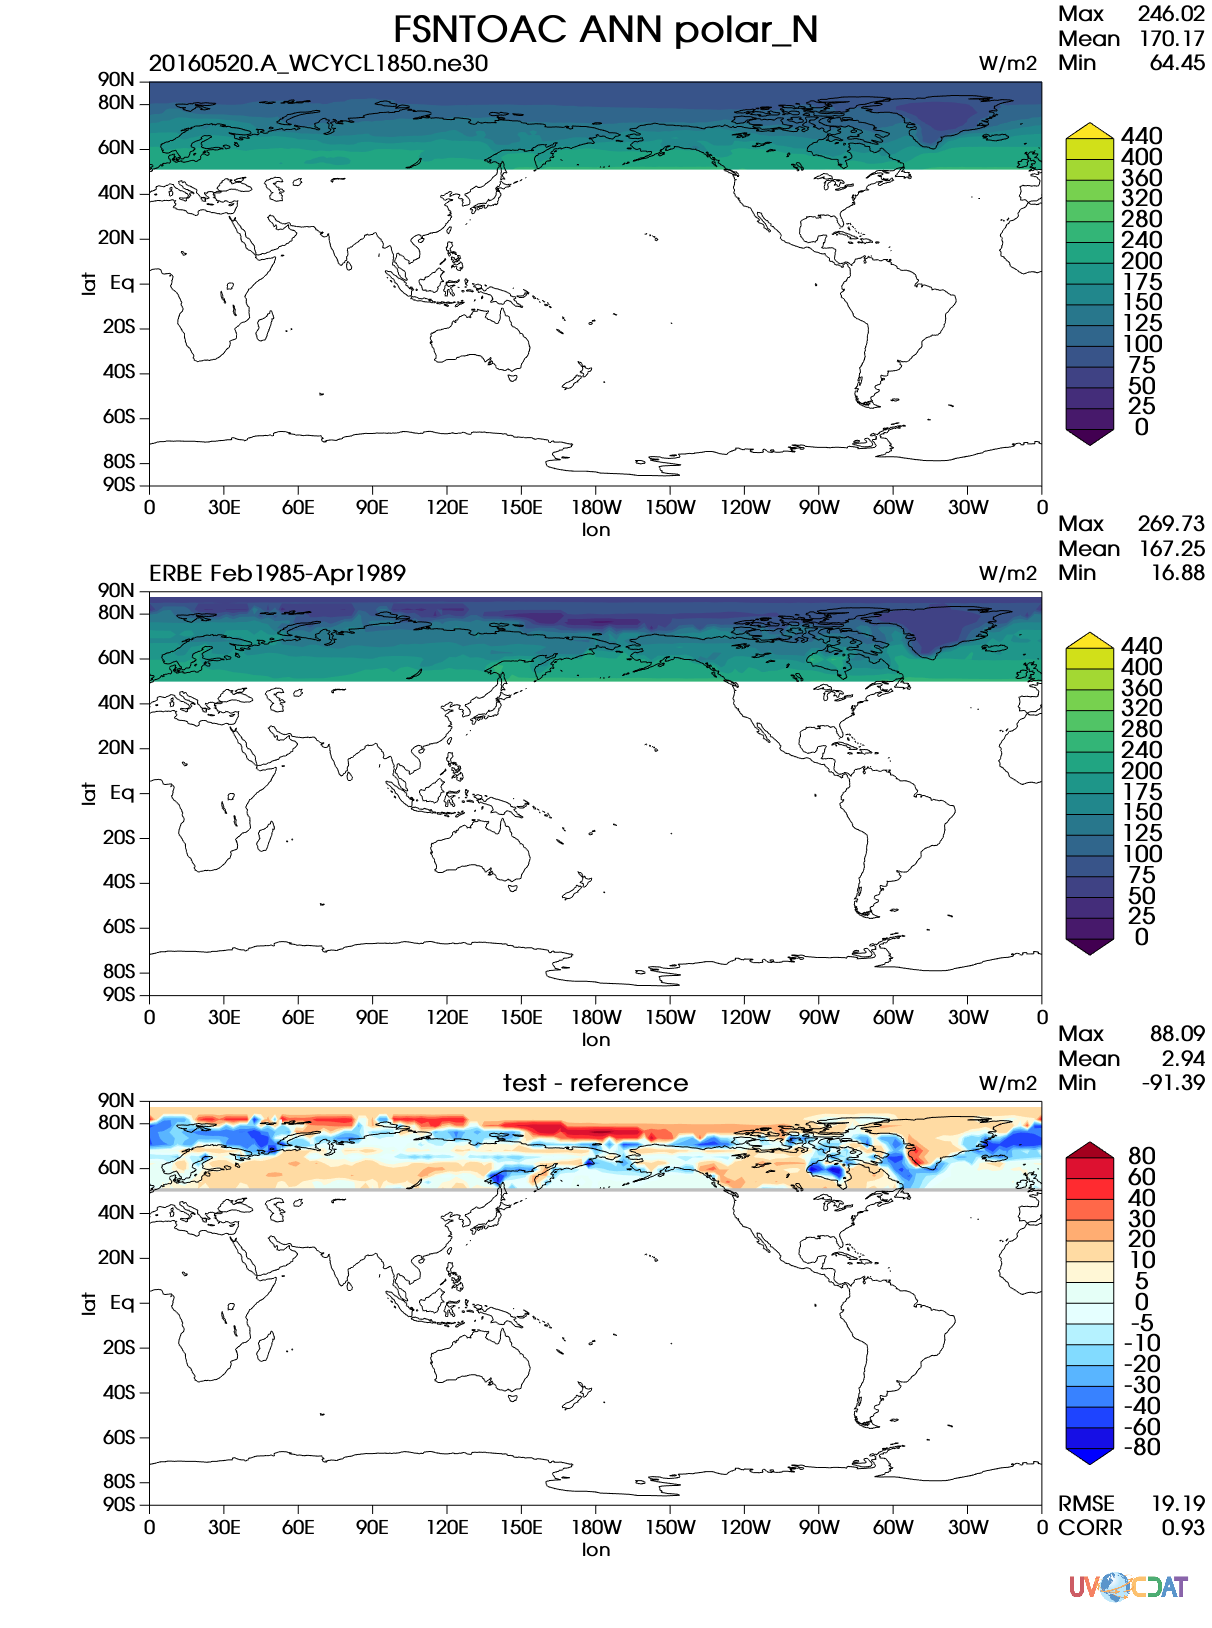 FSNTOAC ANN polar_N
Max 246.02
Mean 170.17
Min 64.45
20160520.A_WCYCL1850.ne30 W/m2
90N
80N
60N
40N
20N
Eq
20S
40S
60S
80S
90S
lat
0 30E 60E 90E 120E 150E 180W 150W 120W 90W 60W 30W 0
lon
440
400
360
320
280
240
200
175
150
125
100
75
50
25
0
Max 269.73
Mean 167.25
Min 16.88
ERBE Feb1985-Apr1989 W/m2
90N
80N
60N
40N
20N
Eq
20S
40S
60S
80S
90S
lat
0 30E 60E 90E 120E 150E 180W 150W 120W 90W 60W 30W 0
lon
440
400
360
320
280
240
200
175
150
125
100
75
50
25
0
Max 88.09
Mean 2.94
Min -91.39
test - reference W/m2
90N
80N
60N
40N
20N
Eq
20S
40S
60S
80S
90S
lat
0 30E 60E 90E 120E 150E 180W 150W 120W 90W 60W 30W 0
lon
80
60
40
30
20
10
5
0
-5
-10
-20
-30
-40
-60
-80
RMSE 19.19
CORR 0.93
UV CDAT